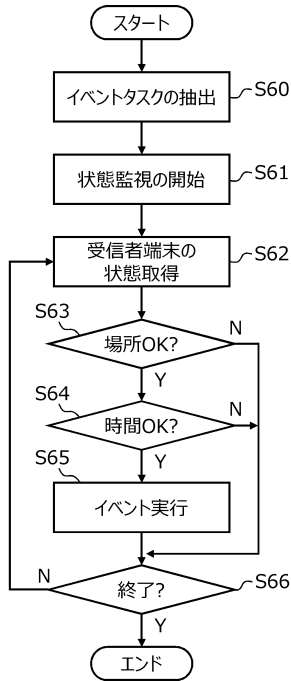 スタート
イベントタスクの抽出
S60
状態監視の開始
S61
受信者端末の
状態取得
S62
S63
場所OK?
N
Y
S64
時間OK?
N
Y
S65
イベント実行
N
終了?
S66
Y
エンド